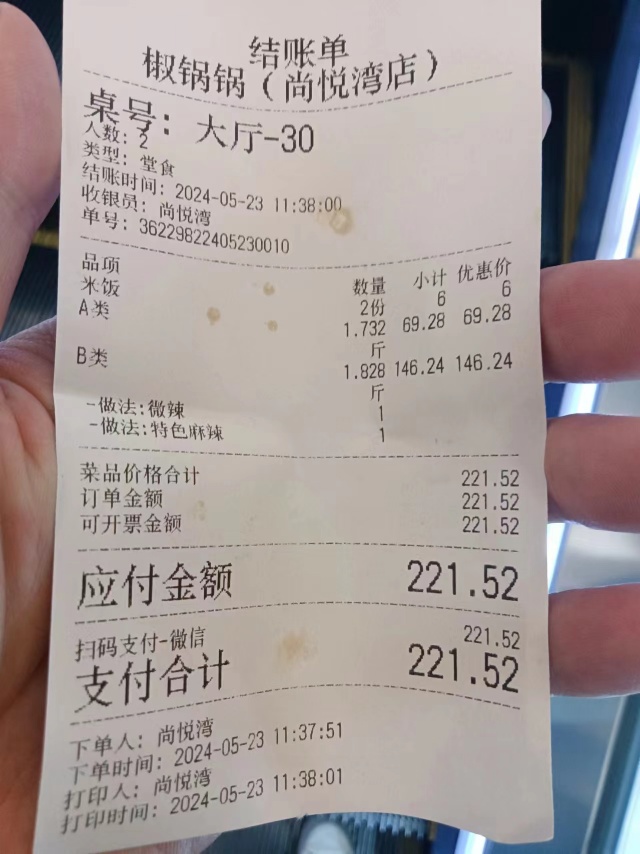 结账单
椒锅锅(尚悦湾店)
桌号: 大厅-30
人数: 2
类型: 堂食
结账时间: 2024-05-23 11:38:00
收银员: 尚悦湾
单号: 36229822405230010
品项 数量 小计 优惠价
米饭 2份 6 6
A类 1.732 69.28 69.28
斤
B类 1.828 146.24 146.24
斤
-做法:微辣 1
-做法:特色麻辣 1
菜品价格合计 221.52
订单金额 221.52
可开票金额 221.52
应付金额 221.52
扫码支付-微信 221.52
支付合计 221.52
下单人: 尚悦湾
下单时间: 2024-05-23 11:37:51
打印人: 尚悦湾
打印时间: 2024-05-23 11:38:01